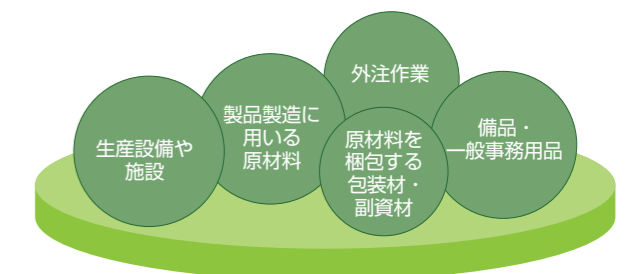 生産設備や
施設
製品製造に
用いる
原材料
外注作業
原材料を
梱包する
包装材・
副資材
備品・
一般事務用品